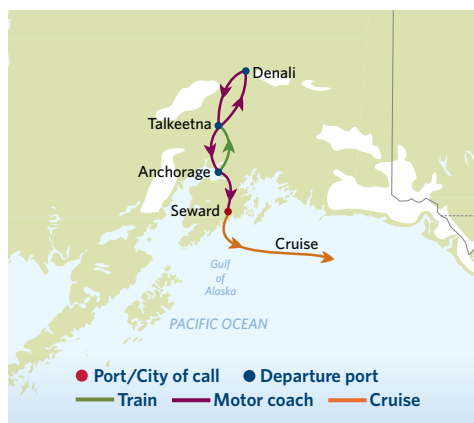 Denali
Talkeetna
Anchorage
Seward
Cruise
Gulf
of
Alaska
PACIFIC OCEAN
Port/City of call Departure port
Train Motor coach Cruise